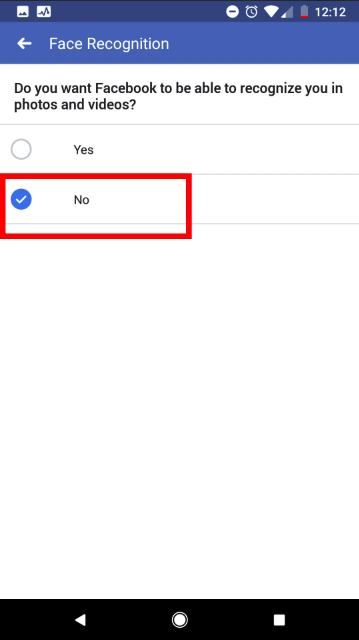 12:12
Face Recognition
Do you want Facebook to be able to recognize you in
photos and videos?
Yes
No